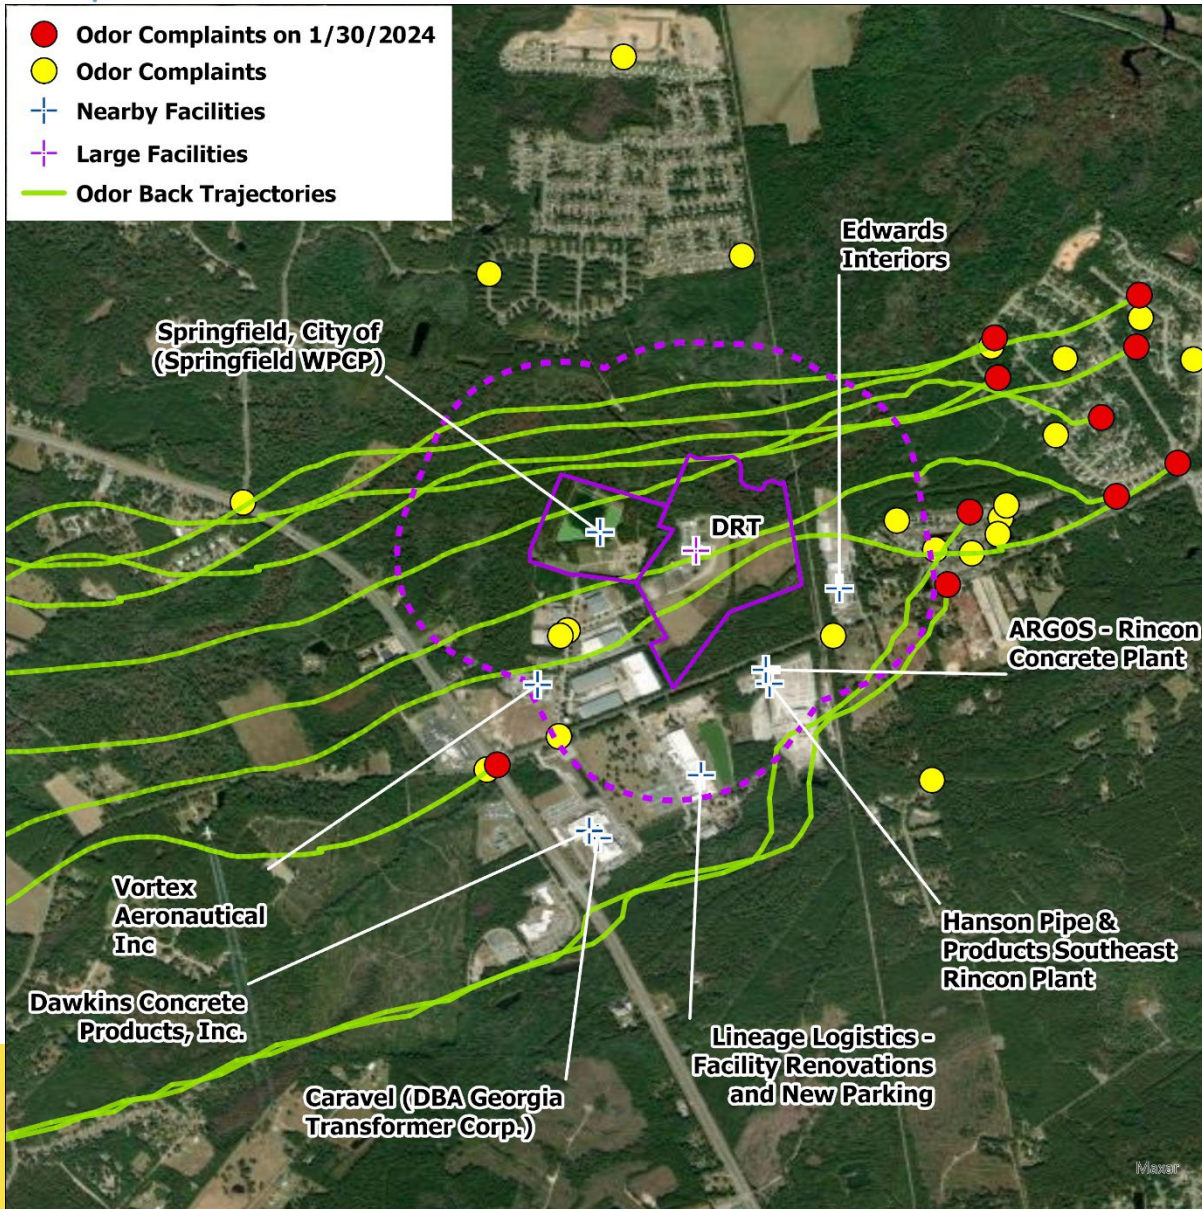 Odor Complaints on 1/30/2024
Odor Complaints
Nearby Facilities
Large Facilities
Odor Back Trajectories
Edwards
Interiors
Springfield, City of
(Springfield WPCP)
DRT
ARGOS - Rincon
Concrete Plant
Vortex
Aeronautical
Inc
Hanson Pipe &
Products Southeast
Rincon Plant
Dawkins Concrete
Products, Inc.
Lineage Logistics -
Facility Renovations
and New Parking
Caravel (DBA Georgia
Transformer Corp.)
Maxar